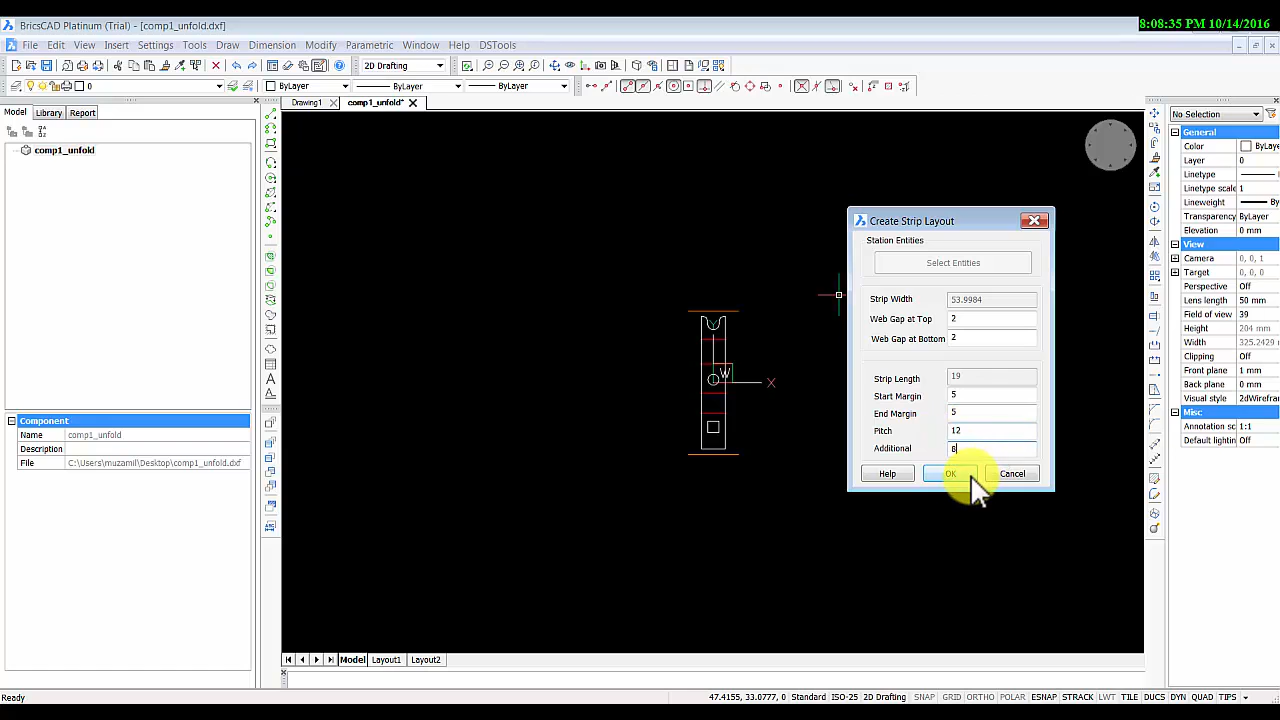 BricsCAD Platinum (Trial) - [comp1_unfold.dxf]
8:08:35 PM 10/14/2016
File Edit View Insert Settings Tools Draw Dimension Modify Parametric Window Help DSTools
2D Drafting
0 ByLayer ByLayer ByLayer
Drawing1 comp1_unfold*
Model Library Report
comp1_unfold
Component
Name comp1_unfold
Description
File C:\Users\muzamil\Desktop\comp1_unfold.dxf
W X
Create Strip Layout
Station Entities
Select Entities
Strip Width 53.9984
Web Gap at Top 2
Web Gap at Bottom 2
Strip Length 19
Start Margin 5
End Margin 5
Pitch 12
Additional 8
Help OK Cancel
No Selection
General
Color ByLaye
Layer 0
Linetype
Linetype scale 1
Lineweight By
Transparency ByLayer
Elevation 0 mm
View
Camera 0, 0, 1
Target 0, 0, 0
Perspective Off
Lens length 50 mm
Field of view 39
Height 204 mm
Width 325.2429
Clipping Off
Front plane 1 mm
Back plane 0 mm
Visual style 2dWirefra
Misc
Annotation sc 1:1
Default lightin Off
Model Layout1 Layout2
Ready
47.4155, 33.0777, 0 Standard ISO-25 2D Drafting SNAP GRID ORTHO POLAR ESNAP STRACK LWT TILE DUCS DYN QUAD TIPS